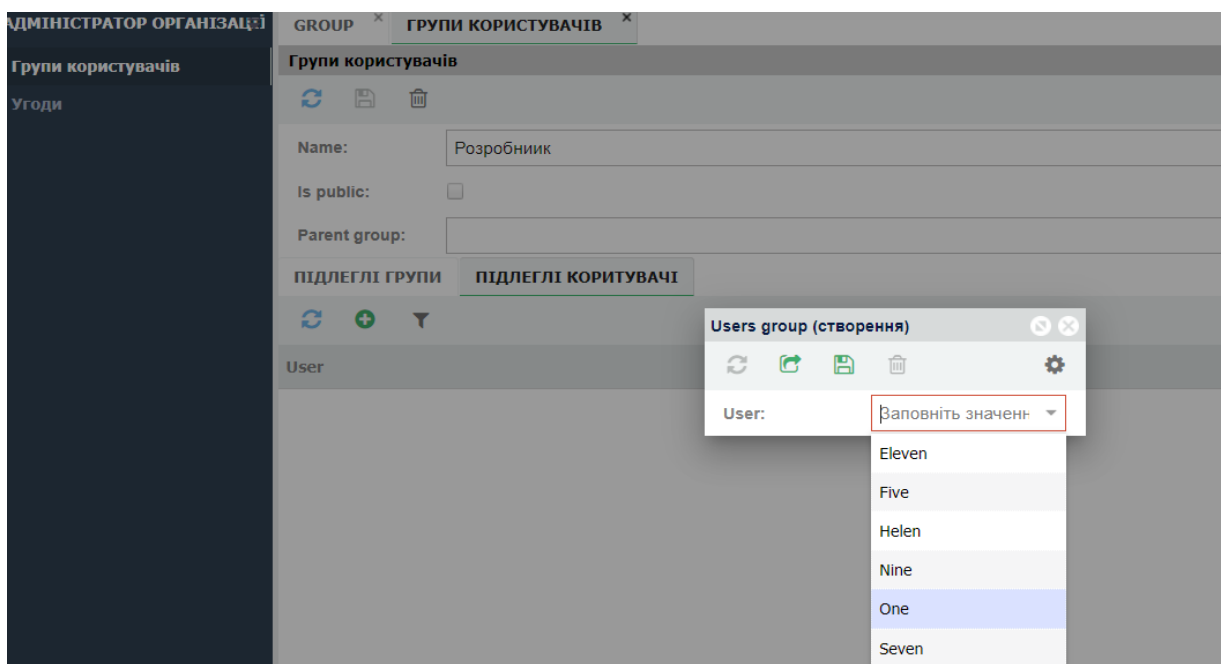 АДМІНІСТРАТОР ОРГАНІЗАЦІЇ
Групи користувачів
Угоди
GROUP × ГРУПИ КОРИСТУВАЧІВ ×
Групи користувачів
Name: Розробниик
Is public:
Parent group:
ПІДЛЕГЛІ ГРУПИ ПІДЛЕГЛІ КОРИТУВАЧІ
User
Users group (створення)
User: Заповніть значенн
Eleven
Five
Helen
Nine
One
Seven